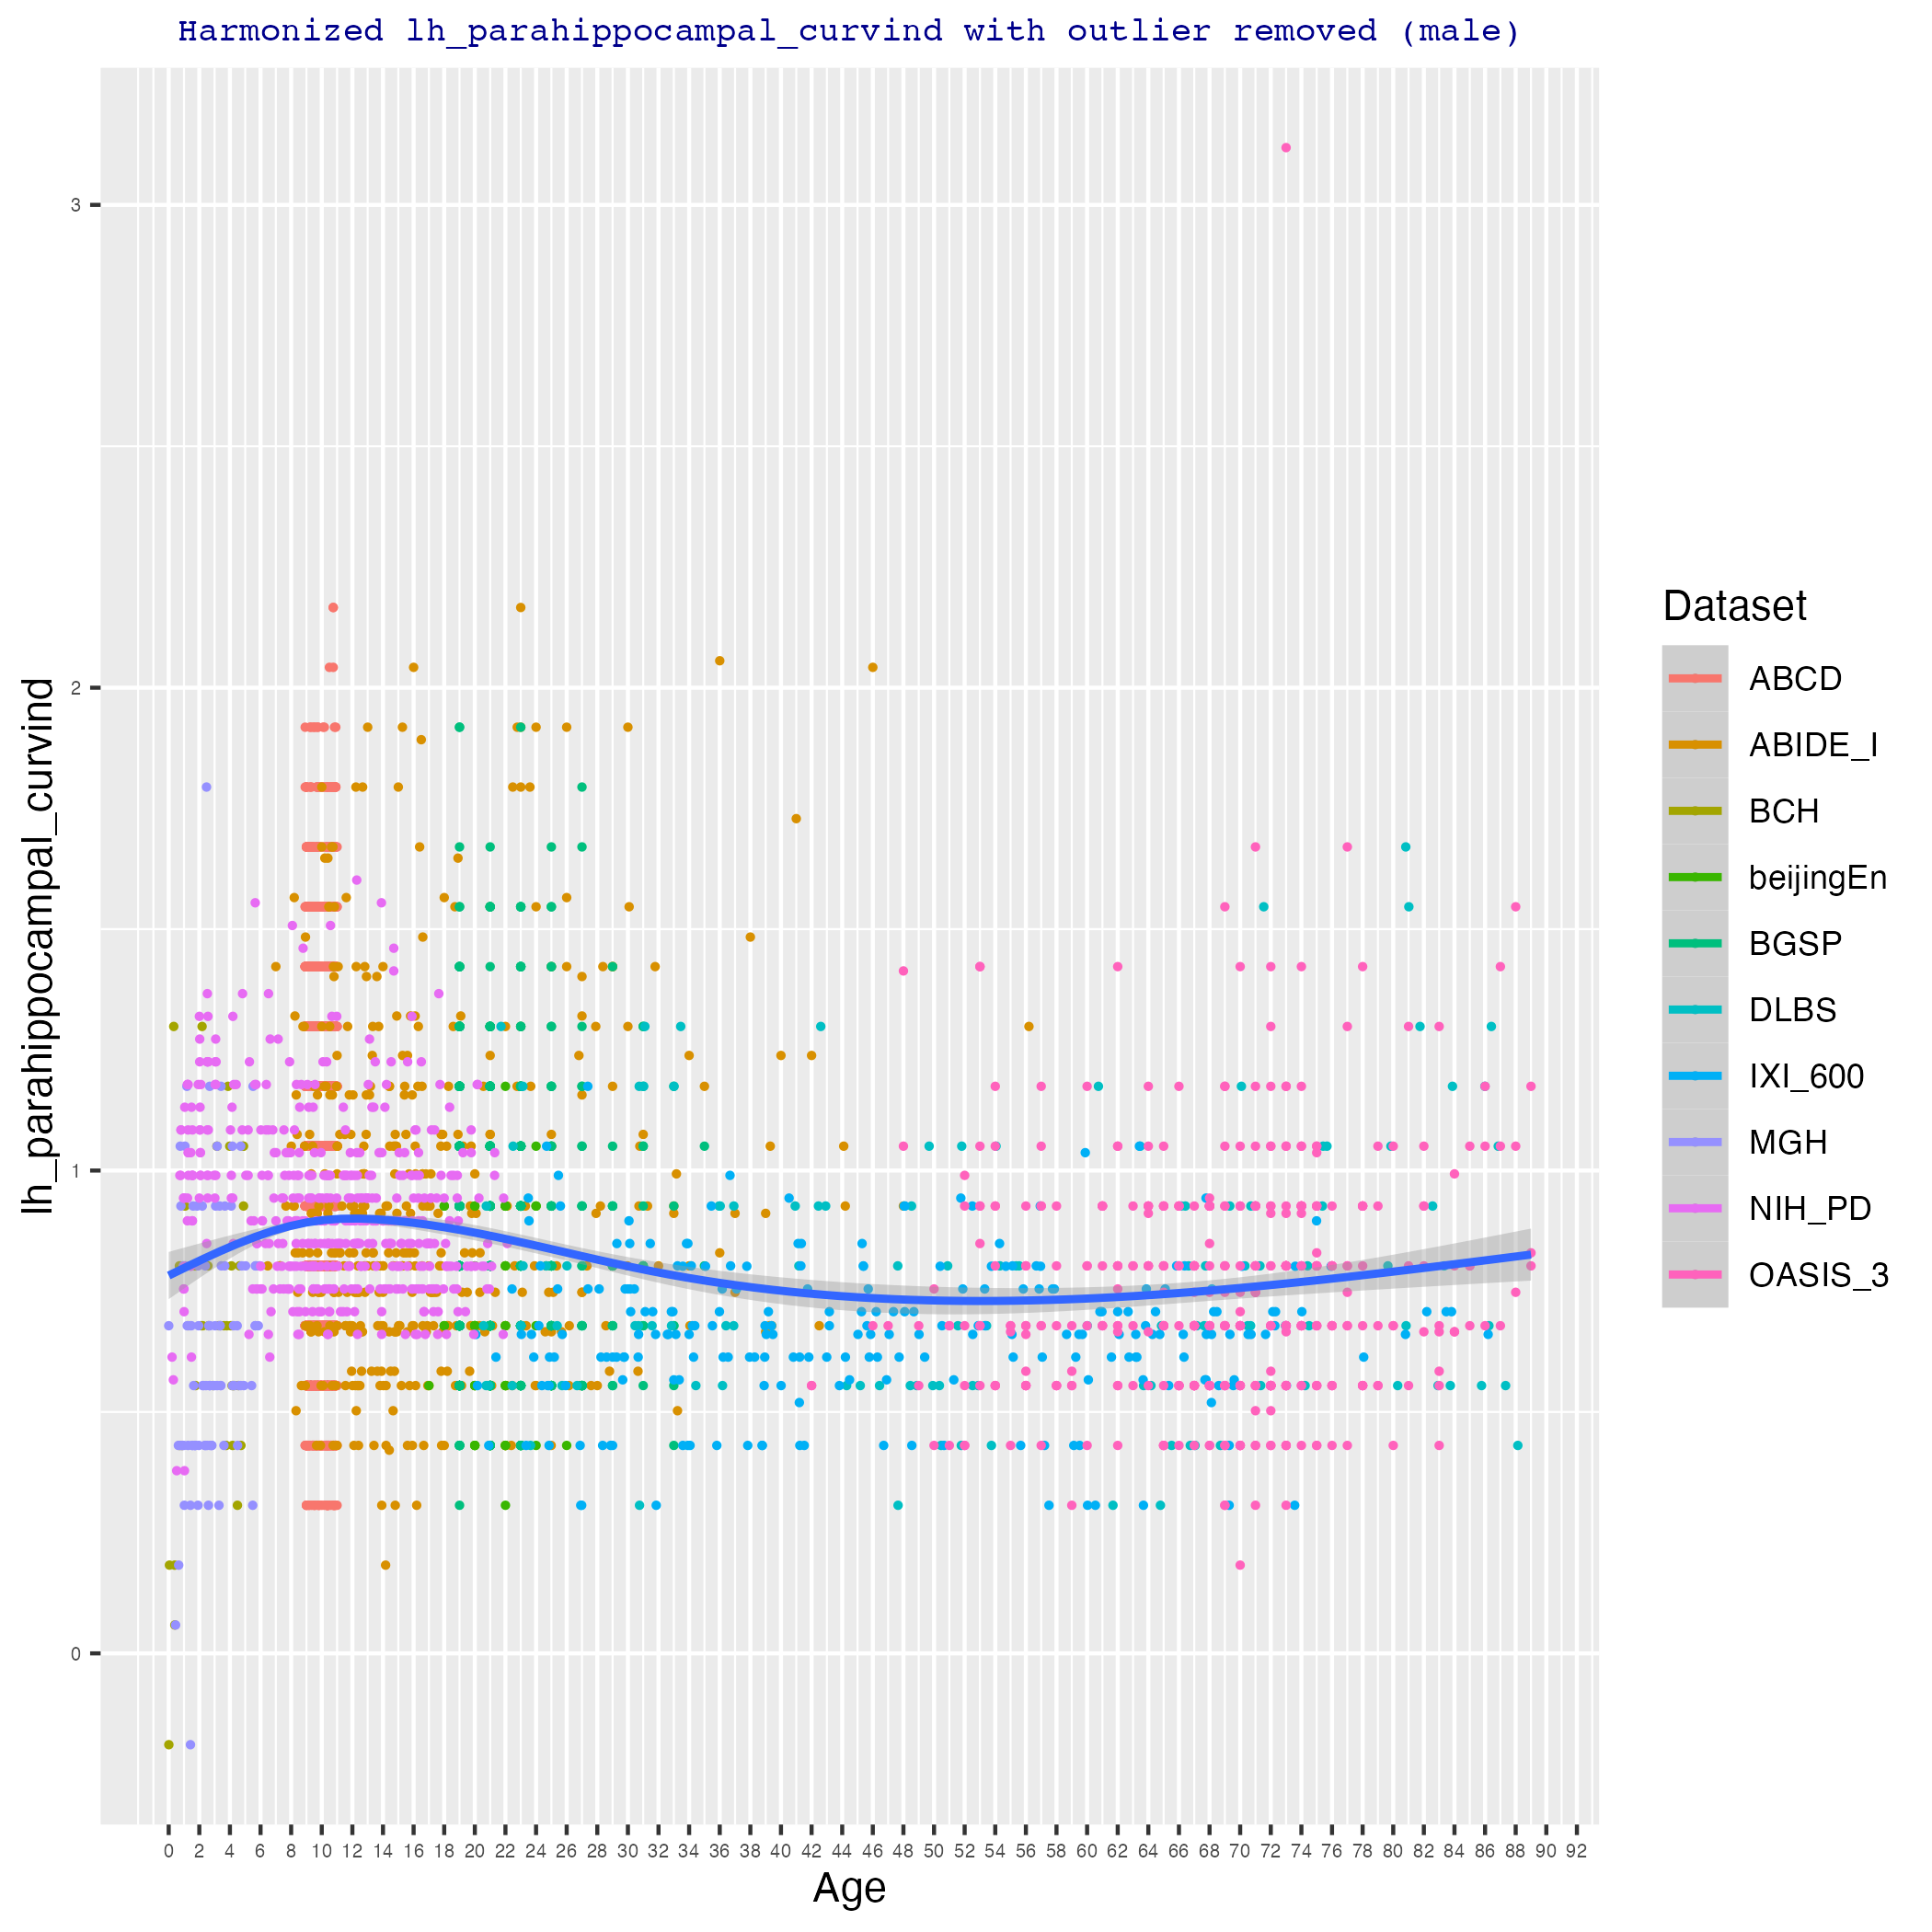 Harmonized lh_parahippocampal_curvind with outlier removed (male)
lh_parahippocampal_curvind
3
2
1
0
0 2 4 6 8 10 12 14 16 18 20 22 24 26 28 30 32 34 36 38 40 42 44 46 48 50 52 54 56 58 60 62 64 66 68 70 72 74 76 78 80 82 84 86 88 90 92
Age
Dataset
ABCD
ABIDE_I
BCH
beijingEn
BGSP
DLBS
IXI_600
MGH
NIH_PD
OASIS_3